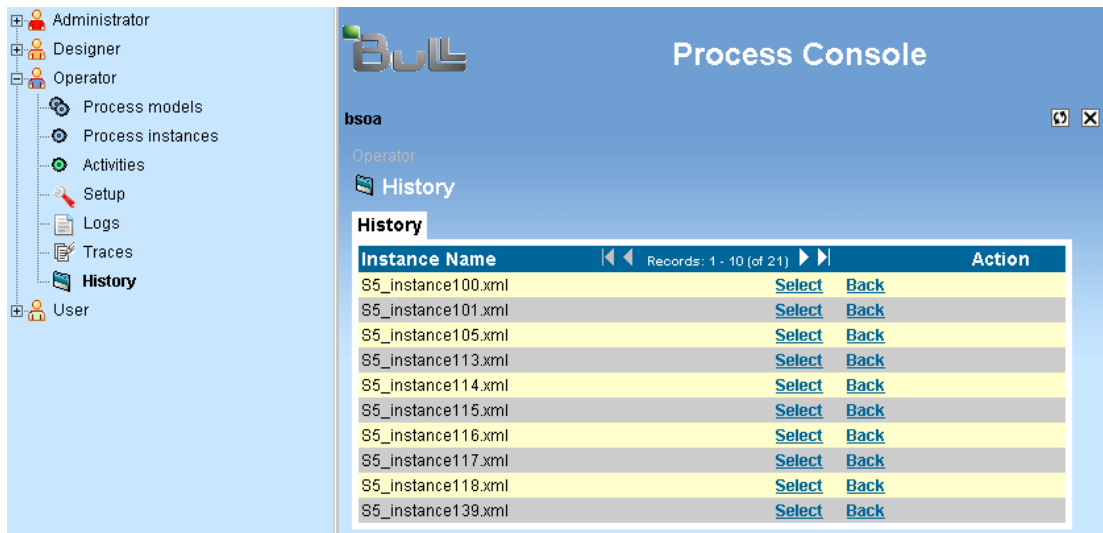 Administrator
Designer
Operator
Process models
Process instances
Activities
Setup
Logs
Traces
History
User
Bull
Process Console
bsoa
Operator
History
History
Instance Name Records: 1 - 10 (of 21) Action
S5_instance100.xml Select Back
S5_instance101.xml Select Back
S5_instance105.xml Select Back
S5_instance113.xml Select Back
S5_instance114.xml Select Back
S5_instance115.xml Select Back
S5_instance116.xml Select Back
S5_instance117.xml Select Back
S5_instance118.xml Select Back
S5_instance139.xml Select Back